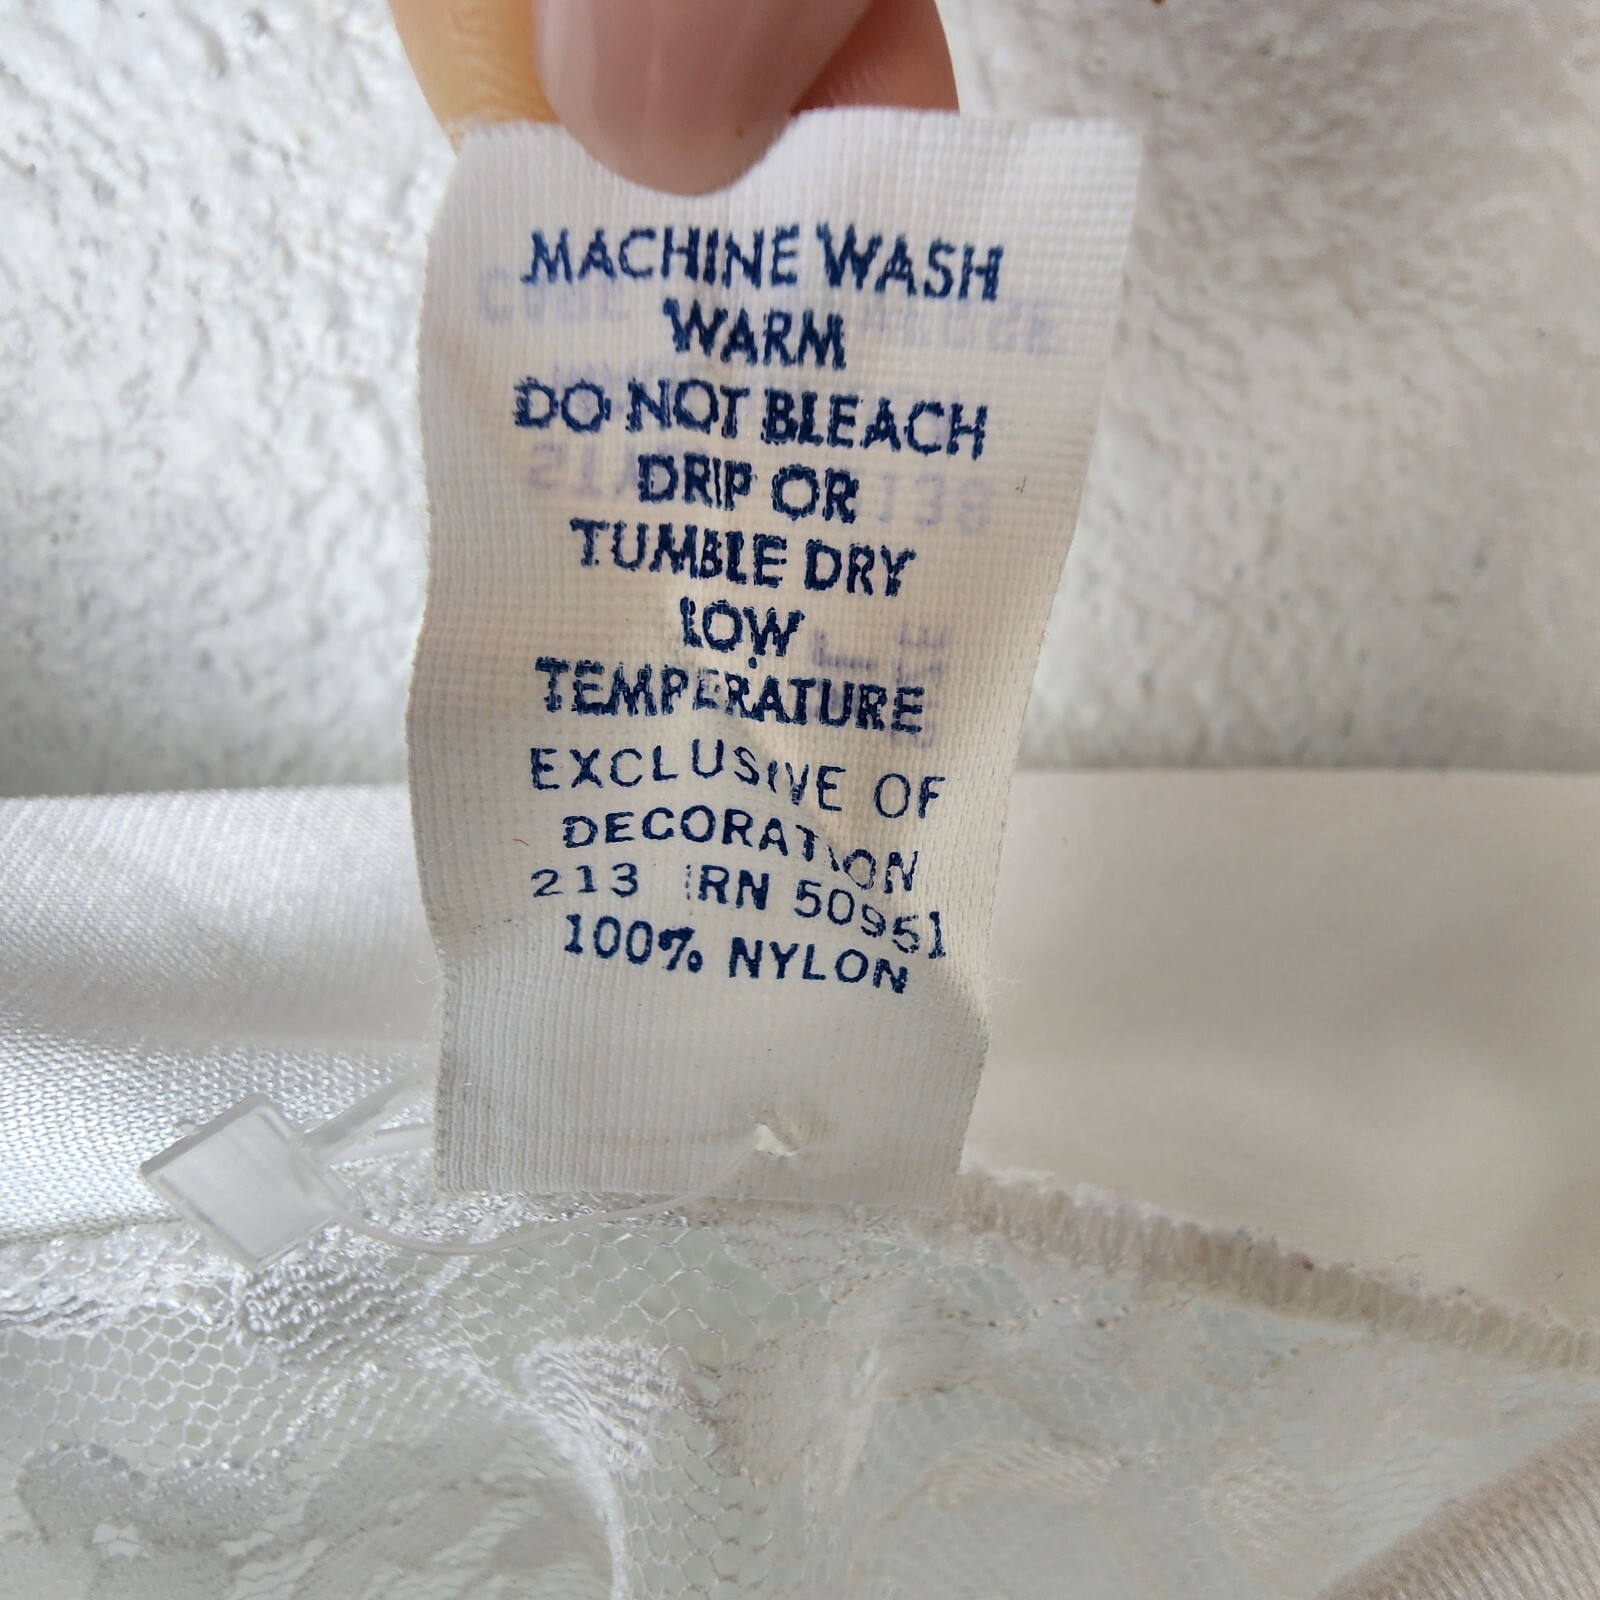 MACHINE WASH
WARM
DO NOT BLEACH
DRIP OR
TUMBLE DRY
LOW
TEMPERATURE
EXCLUSIVE OF
DECORATION
213 RN 50951
100% NYLON